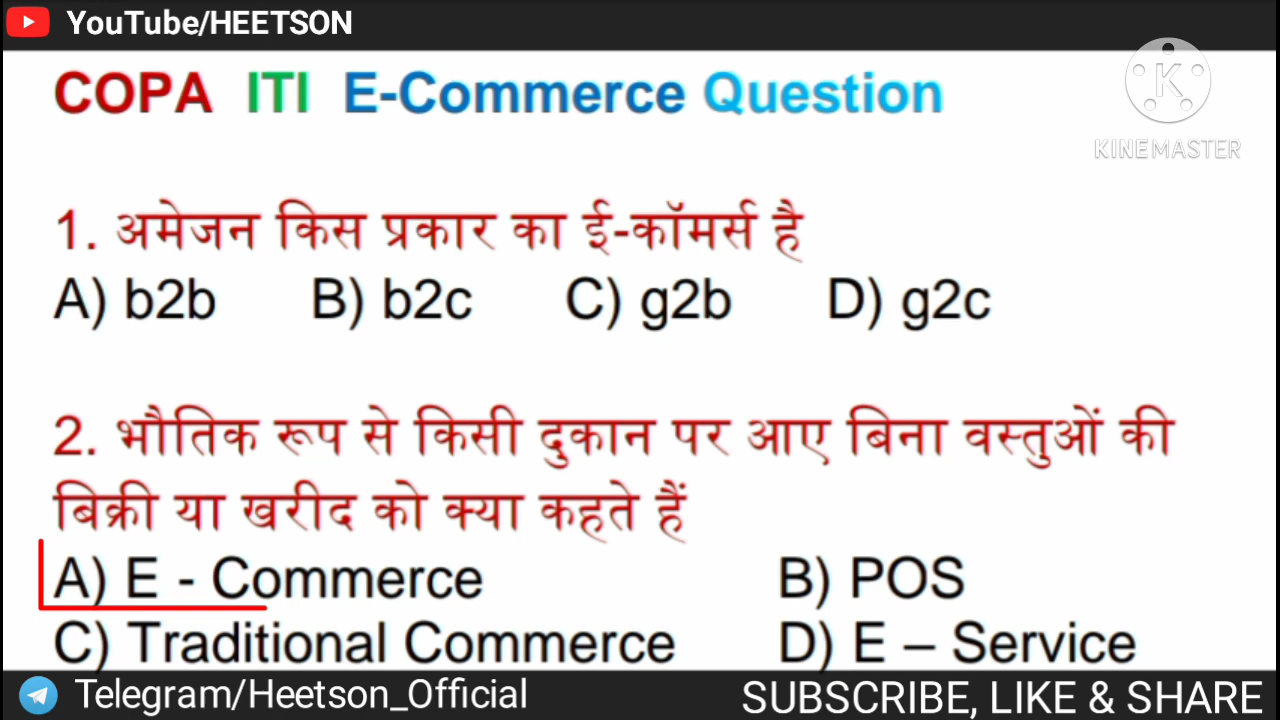 YouTube/HEETSON
COPA ITI E-Commerce Question
K
KINEMASTER
1. अमेजन किस प्रकार का ई-कॉमर्स है
A) b2b B) b2c C) g2b D) g2c
2. भौतिक रूप से किसी दुकान पर आए बिना वस्तुओं की
बिक्री या खरीद को क्या कहते हैं
A) E - Commerce B) POS
C) Traditional Commerce D) E – Service
Telegram/Heetson_Official
SUBSCRIBE, LIKE & SHARE